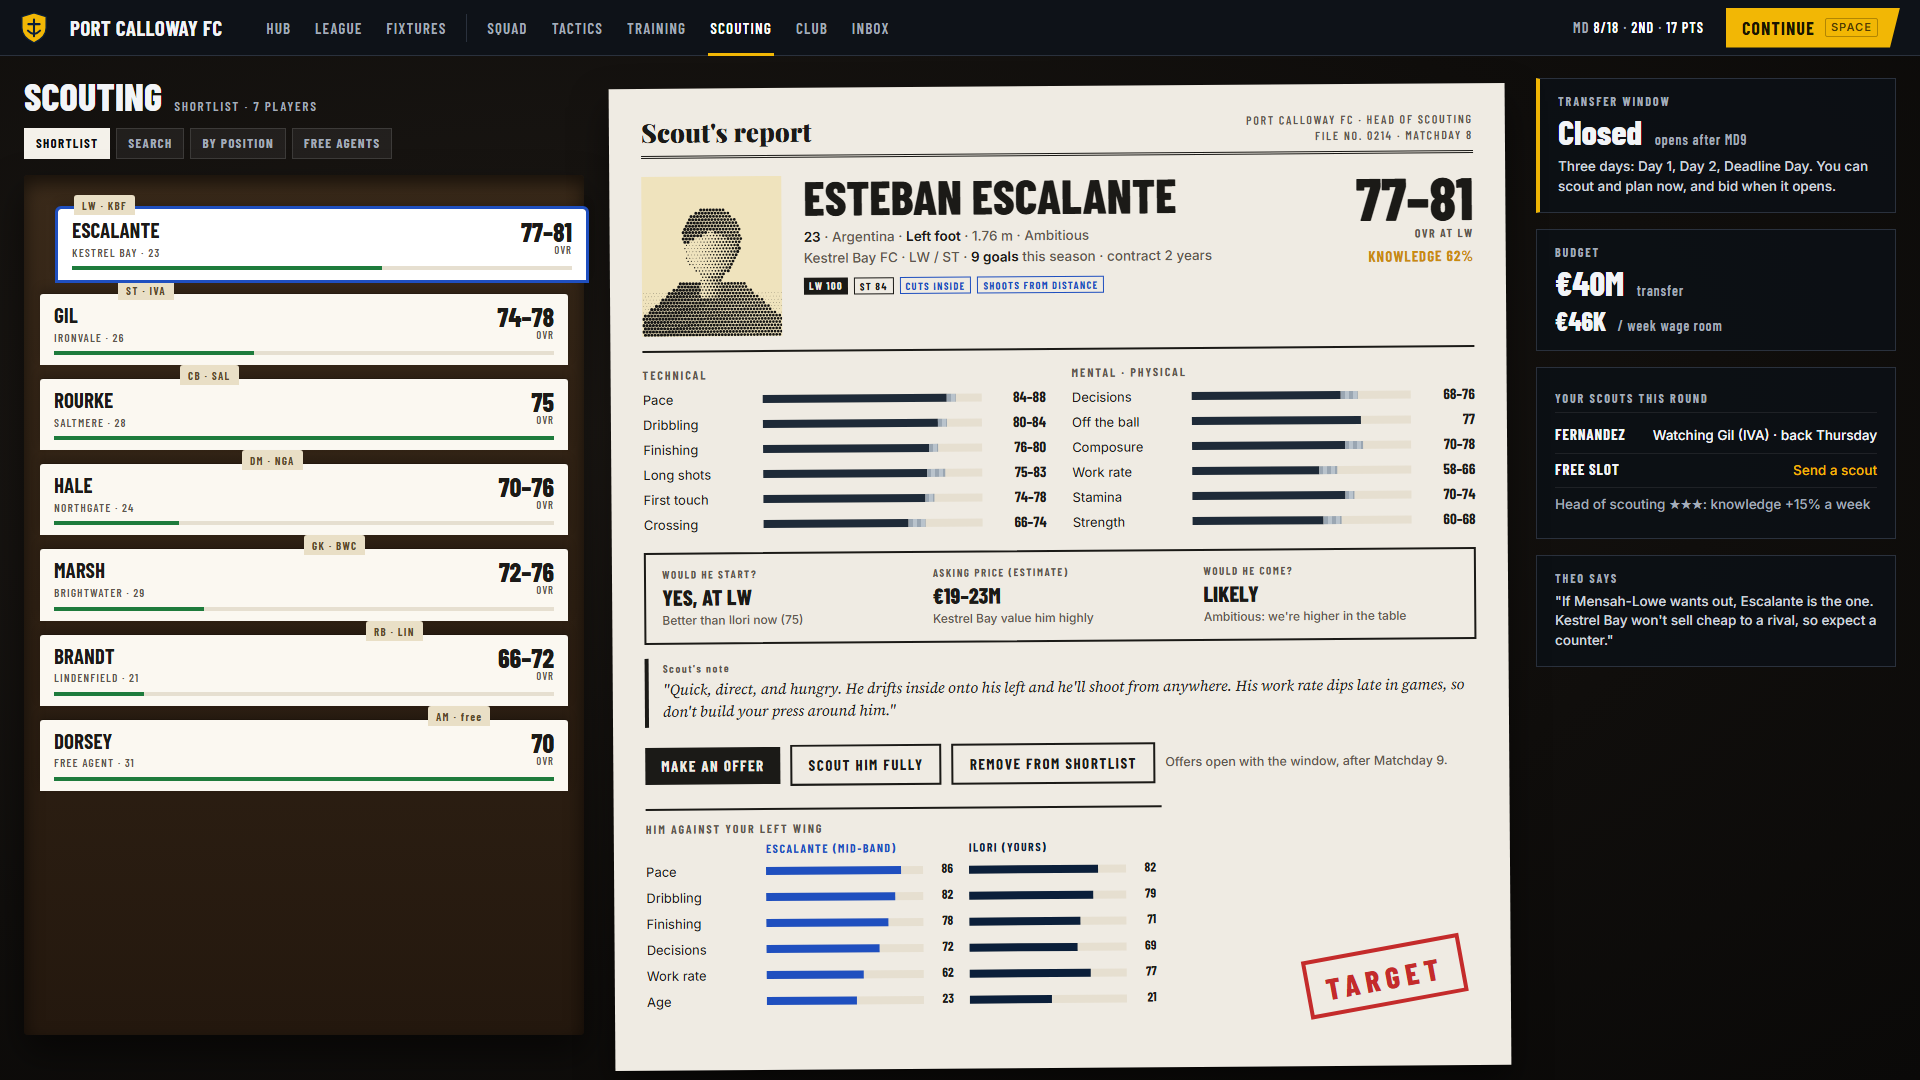 PORT CALLOWAY FC
HUB LEAGUE FIXTURES SQUAD TACTICS TRAINING SCOUTING CLUB INBOX
MD 8/18 · 2ND · 17 PTS
CONTINUE SPACE
SCOUTING SHORTLIST · 7 PLAYERS
SHORTLIST SEARCH BY POSITION FREE AGENTS
LW · KBF
ESCALANTE 77–81
KESTREL BAY · 23 OVR
ST · IVA
GIL 74–78
IRONVALE · 26 OVR
CB · SAL
ROURKE 75
SALTMERE · 28 OVR
DM · NGA
HALE 70–76
NORTHGATE · 24 OVR
GK · BWC
MARSH 72–76
BRIGHTWATER · 29 OVR
RB · LIN
BRANDT 66–72
LINDENFIELD · 21 OVR
AM · free
DORSEY 70
FREE AGENT · 31 OVR
Scout's report
PORT CALLOWAY FC · HEAD OF SCOUTING
FILE NO. 0214 · MATCHDAY 8
ESTEBAN ESCALANTE
23 · Argentina · Left foot · 1.76 m · Ambitious
Kestrel Bay FC · LW / ST · 9 goals this season · contract 2 years
LW 100 ST 84 CUTS INSIDE SHOOTS FROM DISTANCE
77–81
OVR AT LW
KNOWLEDGE 62%
TECHNICAL
Pace 84–88
Dribbling 80–84
Finishing 76–80
Long shots 75–83
First touch 74–78
Crossing 66–74
MENTAL · PHYSICAL
Decisions 68–76
Off the ball 77
Composure 70–78
Work rate 58–66
Stamina 70–74
Strength 60–68
WOULD HE START?
YES, AT LW
Better than Ilori now (75)
ASKING PRICE (ESTIMATE)
€19–23M
Kestrel Bay value him highly
WOULD HE COME?
LIKELY
Ambitious: we're higher in the table
Scout's note
"Quick, direct, and hungry. He drifts inside onto his left and he'll shoot from anywhere. His work rate dips late in games, so
don't build your press around him."
MAKE AN OFFER SCOUT HIM FULLY REMOVE FROM SHORTLIST Offers open with the window, after Matchday 9.
HIM AGAINST YOUR LEFT WING
ESCALANTE (MID-BAND) ILORI (YOURS)
Pace 86 82
Dribbling 82 79
Finishing 78 71
Decisions 72 69
Work rate 62 77
Age 23 21
TARGET
TRANSFER WINDOW
Closed opens after MD9
Three days: Day 1, Day 2, Deadline Day. You can
scout and plan now, and bid when it opens.
BUDGET
€40M transfer
€46K / week wage room
YOUR SCOUTS THIS ROUND
FERNANDEZ Watching Gil (IVA) · back Thursday
FREE SLOT Send a scout
Head of scouting ★★★: knowledge +15% a week
THEO SAYS
"If Mensah-Lowe wants out, Escalante is the one.
Kestrel Bay won't sell cheap to a rival, so expect a
counter."